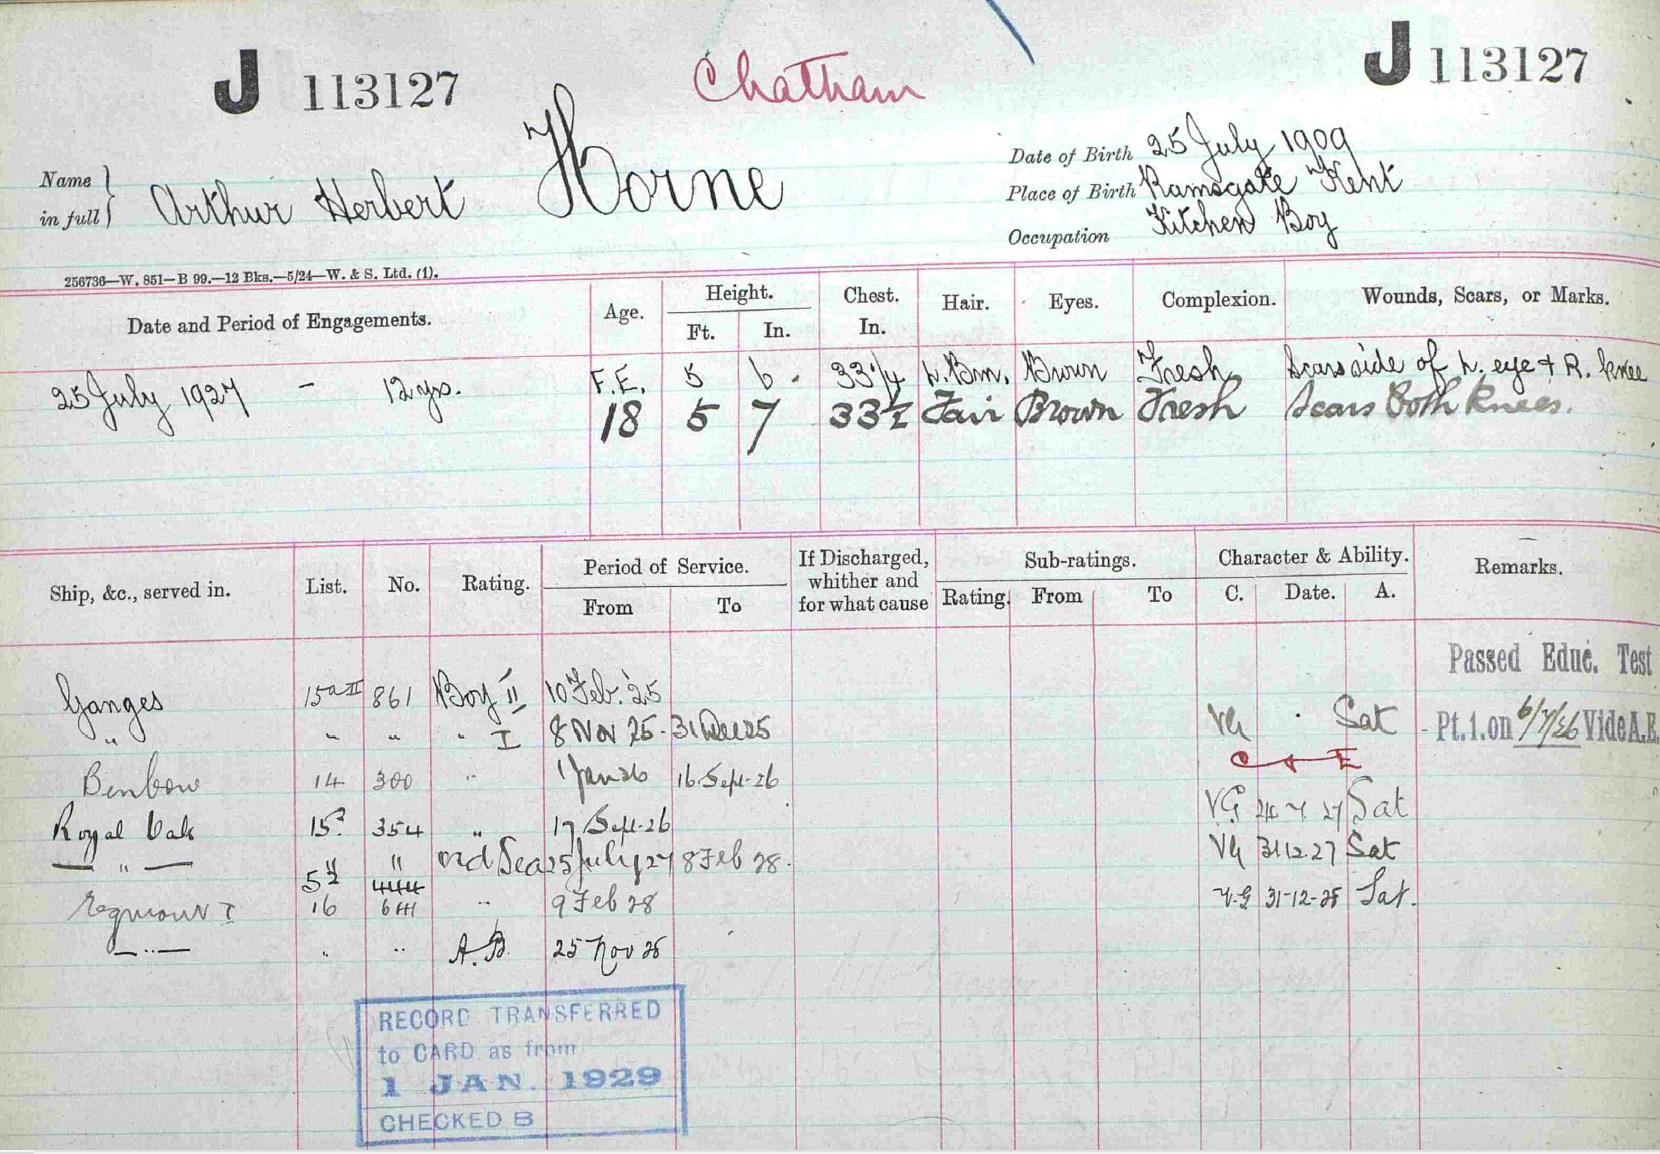 J 113127 Chatham J 113127
Name in full } Arthur Herbert Horne
Date of Birth 25 July 1909
Place of Birth Ramsgate Kent
Occupation Kitchen Boy
256736—W. 851—B 99.—12 Bks.—5/24—W. & S. Ltd. (1).
Date and Period of Engagements. Age. Height. Ft. In. Chest. In. Hair. Eyes. Complexion. Wounds, Scars, or Marks.
25 July 1927 – 12 yrs. F.E. 5 6. 33¼ L. Brn. Brown Fresh Scars side of L. eye + R. knee
18 5 7 33½ Fair Brown Fresh Scars Both Knees.
Ship, &c., served in. List. No. Rating. Period of Service. From To If Discharged, whither and for what cause Sub-ratings. Rating. From To Character & Ability. C. Date. A. Remarks.
Passed Educ. Test
Ganges 15a II 861 Boy II 10 Feb. '25
Pt. 1. on 6/7/26 Vide A.E.
" " " " I 8 Nov 25 - 31 Dec 25 VG . Sat
Benbow 14 300 " 1 Jan 26 16 Sept-26
Royal Oak 15 354 " 17 Sept-26 VG 27 Sat
— " — 5 " Ord Sea 25 July 27 8 Feb 28. VG 31.12.27 Sat
444
Egmont I 16 " 9 Feb 28 V.G 31-12-28 Sat.
— " — " " A.B. 25 Nov 28
RECORD TRANSFERRED
to CARD as from
1 JAN. 1929
CHECKED B